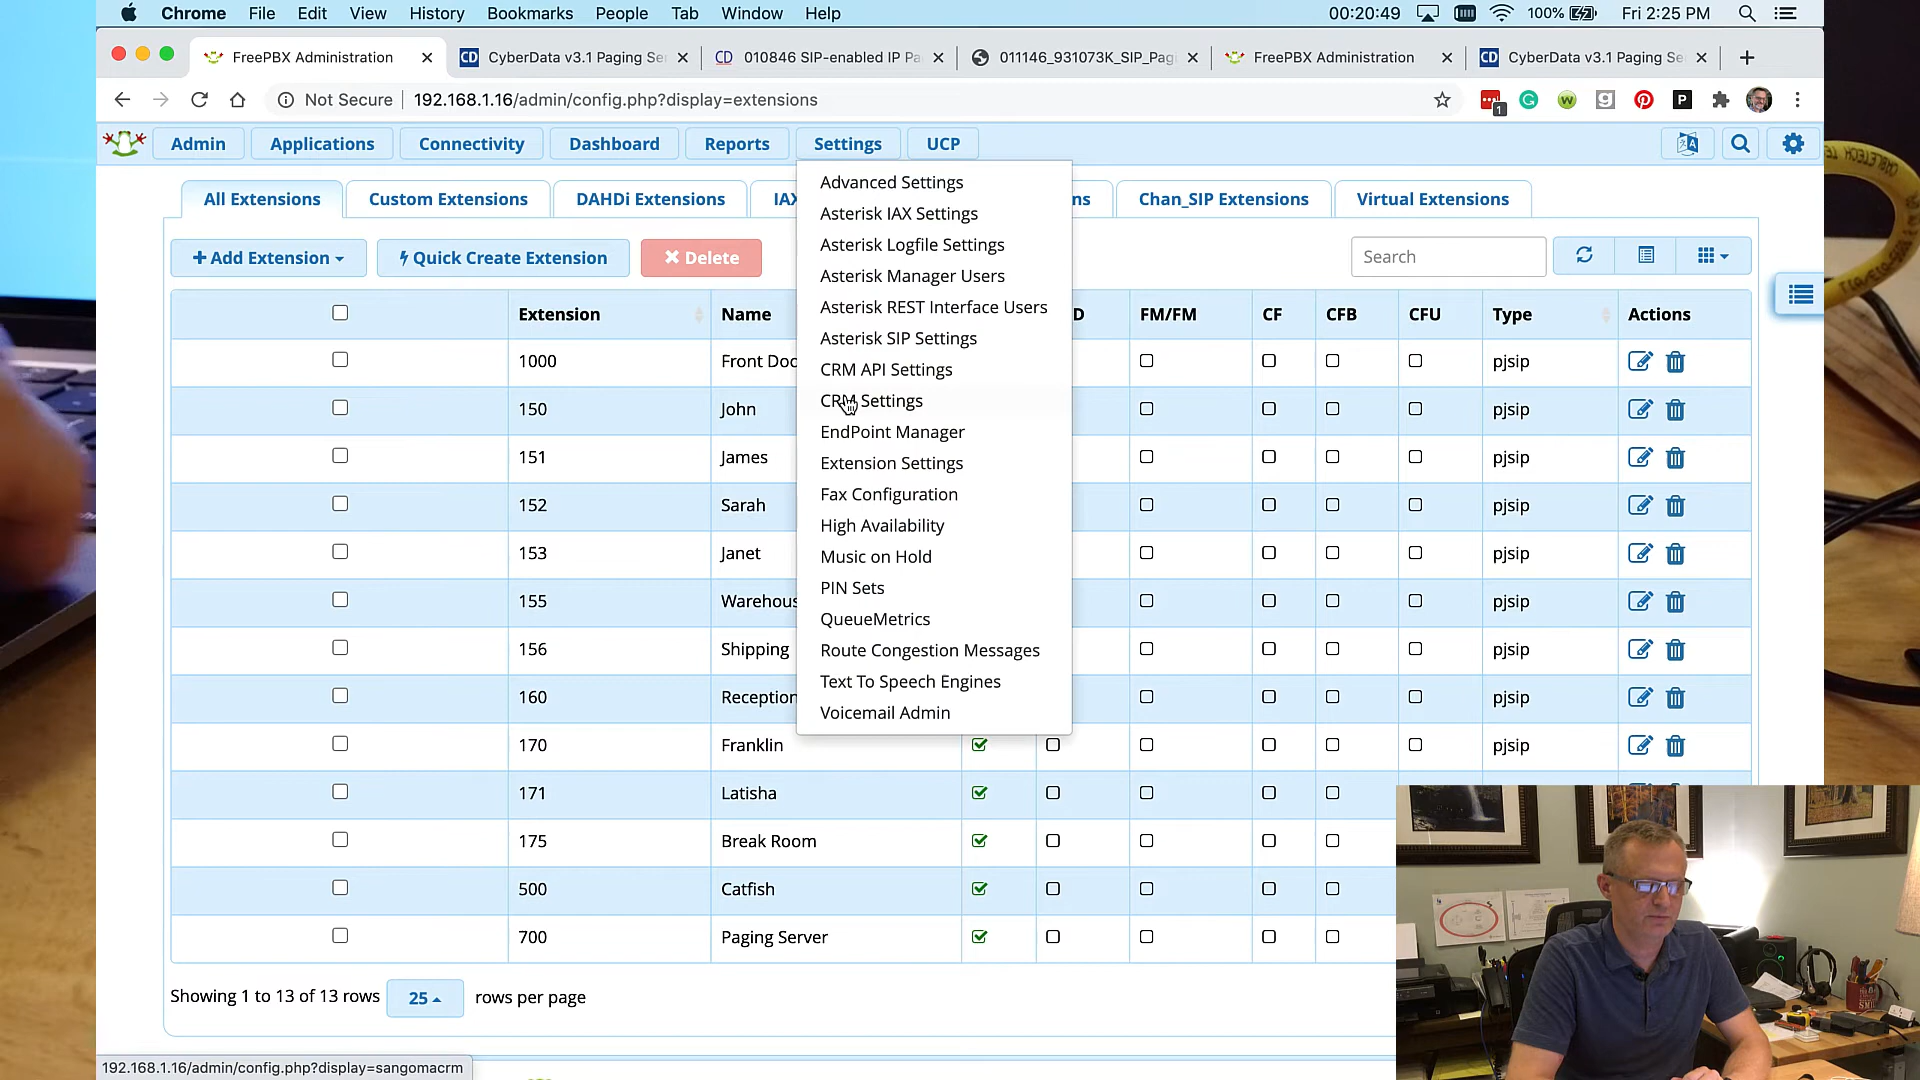 Chrome File Edit View History Bookmarks People Tab Window Help 00:20:49 100% Fri 2:25 PM
FreePBX Administration CyberData v3.1 Paging Se 010846 SIP-enabled IP Pa 011146_931073K_SIP_Pagi FreePBX Administration CyberData v3.1 Paging Se
Not Secure 192.168.1.16/admin/config.php?display=extensions
Admin Applications Connectivity Dashboard Reports Settings UCP
All Extensions Custom Extensions DAHDi Extensions IAX ns Chan_SIP Extensions Virtual Extensions
Add Extension Quick Create Extension Delete Search
Extension Name D FM/FM CF CFB CFU Type Actions
1000 Front Doo pjsip
150 John pjsip
151 James pjsip
152 Sarah pjsip
153 Janet pjsip
155 Warehous pjsip
156 Shipping pjsip
160 Reception pjsip
170 Franklin pjsip
171 Latisha
175 Break Room
500 Catfish
700 Paging Server
Advanced Settings
Asterisk IAX Settings
Asterisk Logfile Settings
Asterisk Manager Users
Asterisk REST Interface Users
Asterisk SIP Settings
CRM API Settings
CRM Settings
EndPoint Manager
Extension Settings
Fax Configuration
High Availability
Music on Hold
PIN Sets
QueueMetrics
Route Congestion Messages
Text To Speech Engines
Voicemail Admin
Showing 1 to 13 of 13 rows 25 rows per page
192.168.1.16/admin/config.php?display=sangomacrm